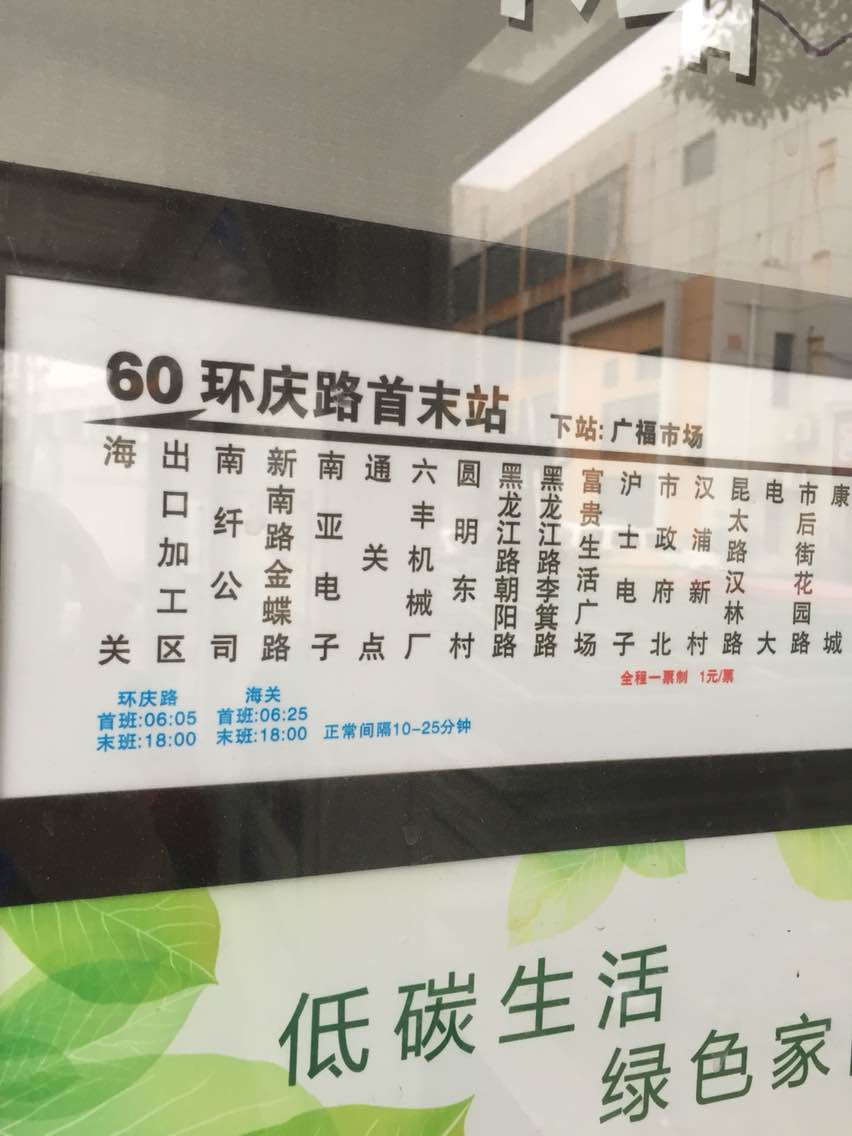 60 环庆路首末站 下站: 广福市场
海关
出口加工区
南纤公司
新南路金蝶路
南亚电子
通关点
六丰机械厂
圆明东村
黑龙江路朝阳路
黑龙江路李箕路
富贵生活广场
沪士电子
市政府北
汉浦新村
昆太路汉林路
电大
市后街花园路
康城
全程一票制 1元/票
环庆路 海关
首班:06:05 首班:06:25
末班:18:00 末班:18:00 正常间隔10-25分钟
低碳生活
绿色家